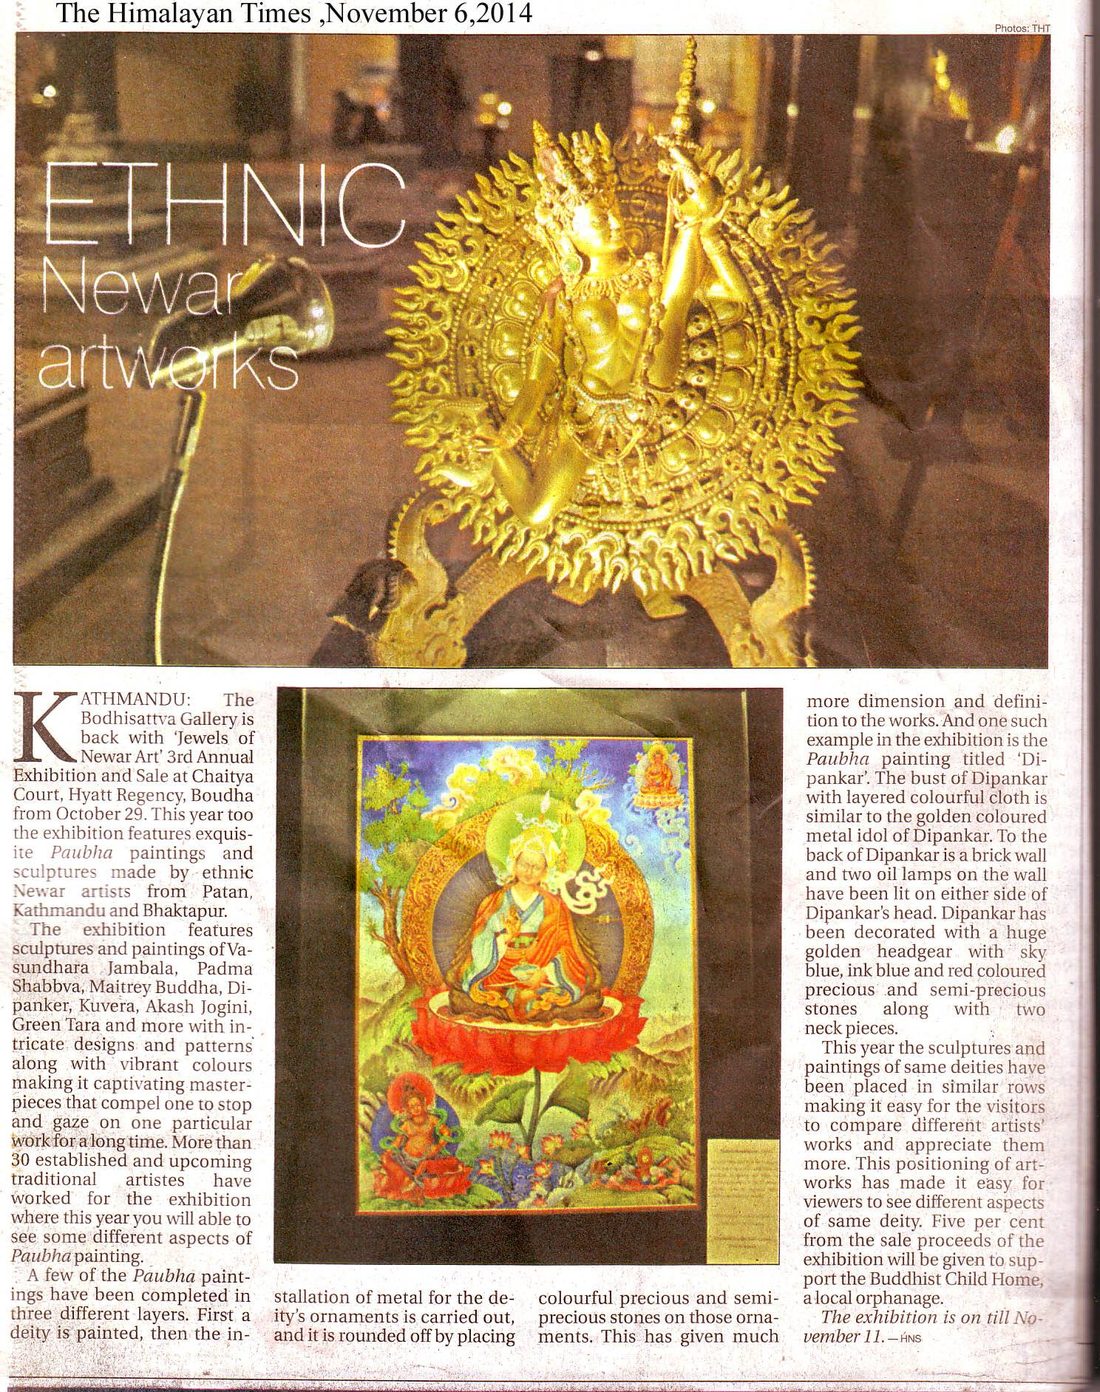 The Himalayan Times ,November 6,2014
Photos: THT
ETHNIC
Newar
artworks
KATHMANDU: The
Bodhisattva Gallery is
back with ‘Jewels of
Newar Art’ 3rd Annual
Exhibition and Sale at Chaitya
Court, Hyatt Regency, Boudha
from October 29. This year too
the exhibition features exquis-
ite Paubha paintings and
sculptures made by ethnic
Newar artists from Patan,
Kathmandu and Bhaktapur.
The exhibition features
sculptures and paintings of Va-
sundhara Jambala, Padma
Shabbva, Maitrey Buddha, Di-
panker, Kuvera, Akash Jogini,
Green Tara and more with in-
tricate designs and patterns
along with vibrant colours
making it captivating master-
pieces that compel one to stop
and gaze on one particular
work for a long time. More than
30 established and upcoming
traditional artistes have
worked for the exhibition
where this year you will able to
see some different aspects of
Paubha painting.
A few of the Paubha paint-
ings have been completed in
three different layers. First a
deity is painted, then the in-
stallation of metal for the de-
ity’s ornaments is carried out,
and it is rounded off by placing
colourful precious and semi-
precious stones on those orna-
ments. This has given much
more dimension and defini-
tion to the works. And one such
example in the exhibition is the
Paubha painting titled ‘Di-
pankar’. The bust of Dipankar
with layered colourful cloth is
similar to the golden coloured
metal idol of Dipankar. To the
back of Dipankar is a brick wall
and two oil lamps on the wall
have been lit on either side of
Dipankar’s head. Dipankar has
been decorated with a huge
golden headgear with sky
blue, ink blue and red coloured
precious and semi-precious
stones along with two
neck pieces.
This year the sculptures and
paintings of same deities have
been placed in similar rows
making it easy for the visitors
to compare different artists’
works and appreciate them
more. This positioning of art-
works has made it easy for
viewers to see different aspects
of same deity. Five per cent
from the sale proceeds of the
exhibition will be given to sup-
port the Buddhist Child Home,
a local orphanage.
The exhibition is on till No-
vember 11. — HNS